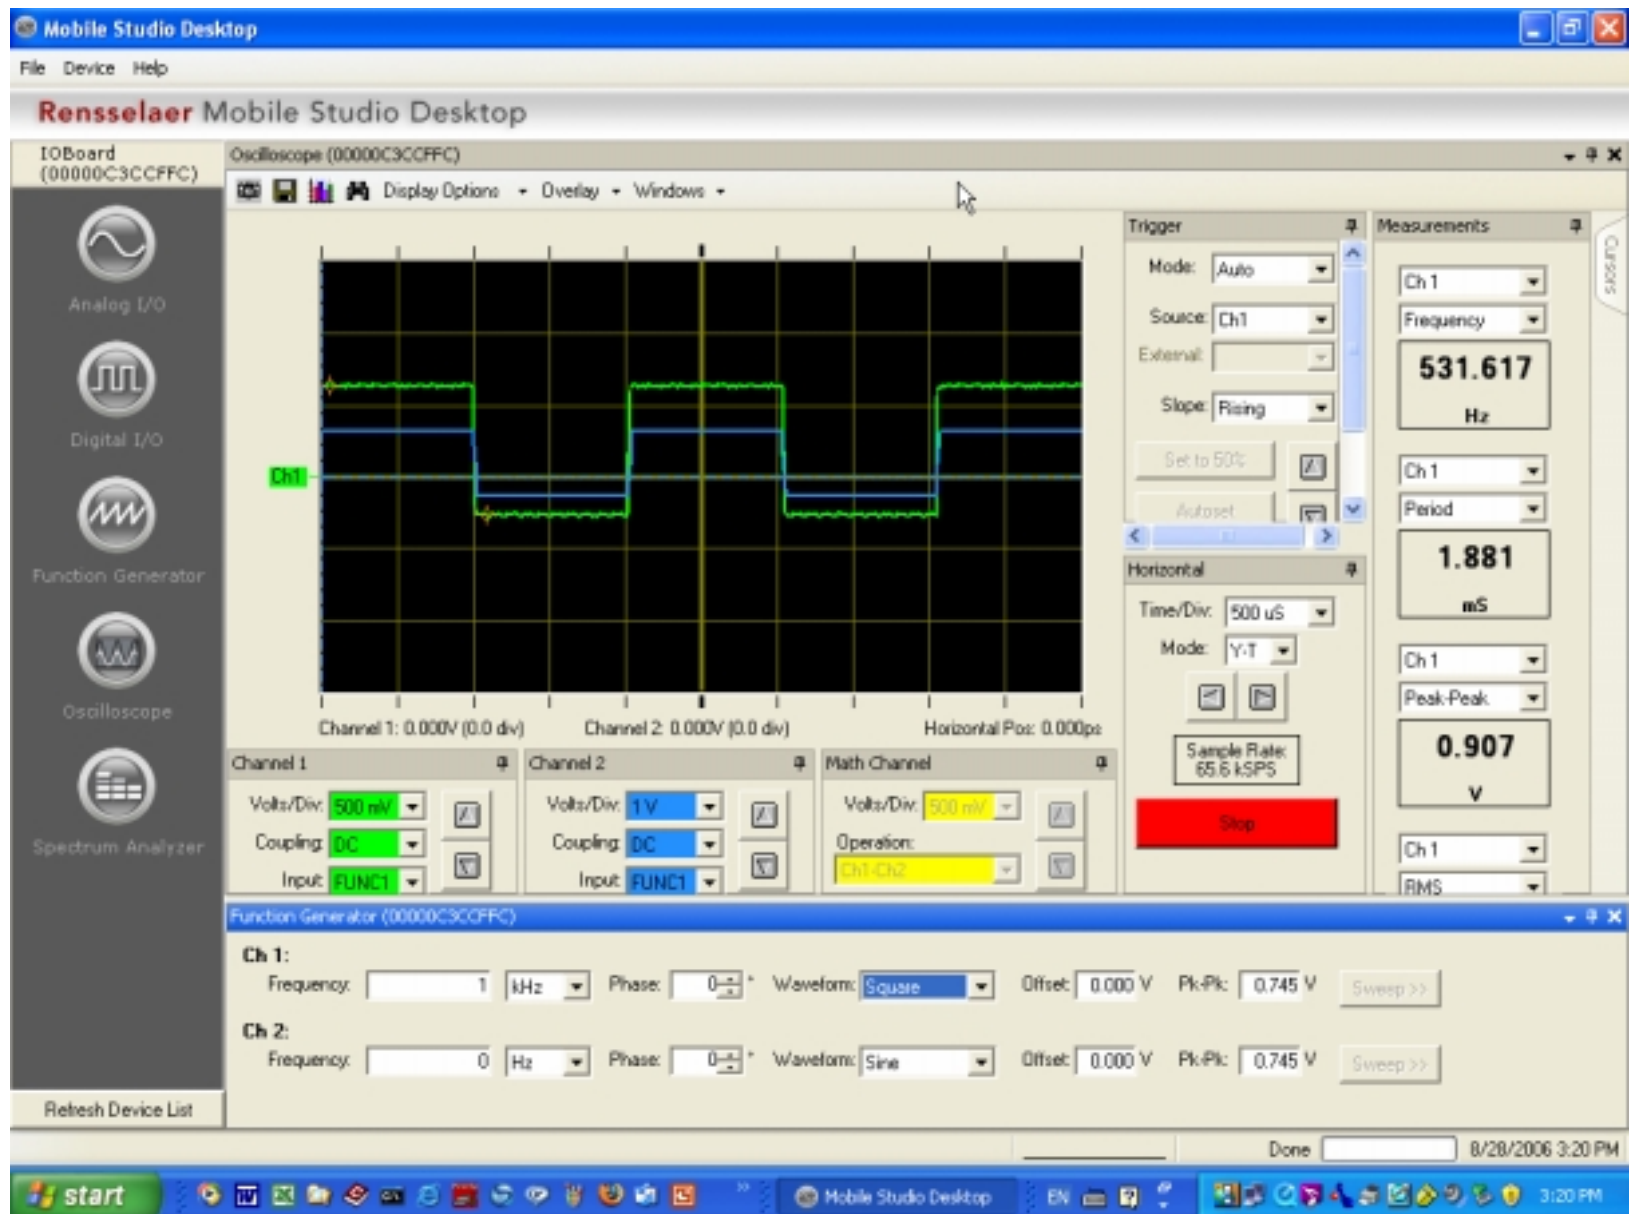 Mobile Studio Desktop
File Device Help
Rensselaer Mobile Studio Desktop
IOBoard
(00000C3CCFFC)
Analog I/O
Digital I/O
Function Generator
Oscilloscope
Spectrum Analyzer
Refresh Device List
Oscilloscope (00000C3CCFFC)
Display Options Overlay Windows
Ch1
Channel 1: 0.000V (0.0 div) Channel 2: 0.000V (0.0 div) Horizontal Pos: 0.000ps
Trigger
Mode: Auto
Source: Ch1
External:
Slope: Rising
Set to 50%
Autoset
Horizontal
Time/Div: 500 uS
Mode: Y-T
Sample Rate:
65.6 kSPS
Stop
Measurements
Cursors
Ch 1
Frequency
531.617
Hz
Ch 1
Period
1.881
mS
Ch 1
Peak-Peak
0.907
V
Ch 1
RMS
Channel 1
Volts/Div: 500 mV
Coupling: DC
Input: FUNC1
Channel 2
Volts/Div: 1 V
Coupling: DC
Input: FUNC1
Math Channel
Volts/Div: 500 mV
Operation:
Ch1-Ch2
Function Generator (00000C3CCFFC)
Ch 1:
Frequency: 1 kHz Phase: 0 ° Waveform: Square Offset: 0.000 V Pk-Pk: 0.745 V Sweep >>
Ch 2:
Frequency: 0 Hz Phase: 0 ° Waveform: Sine Offset: 0.000 V Pk-Pk: 0.745 V Sweep >>
Done 8/28/2006 3:20 PM
start Mobile Studio Desktop EN 3:20 PM